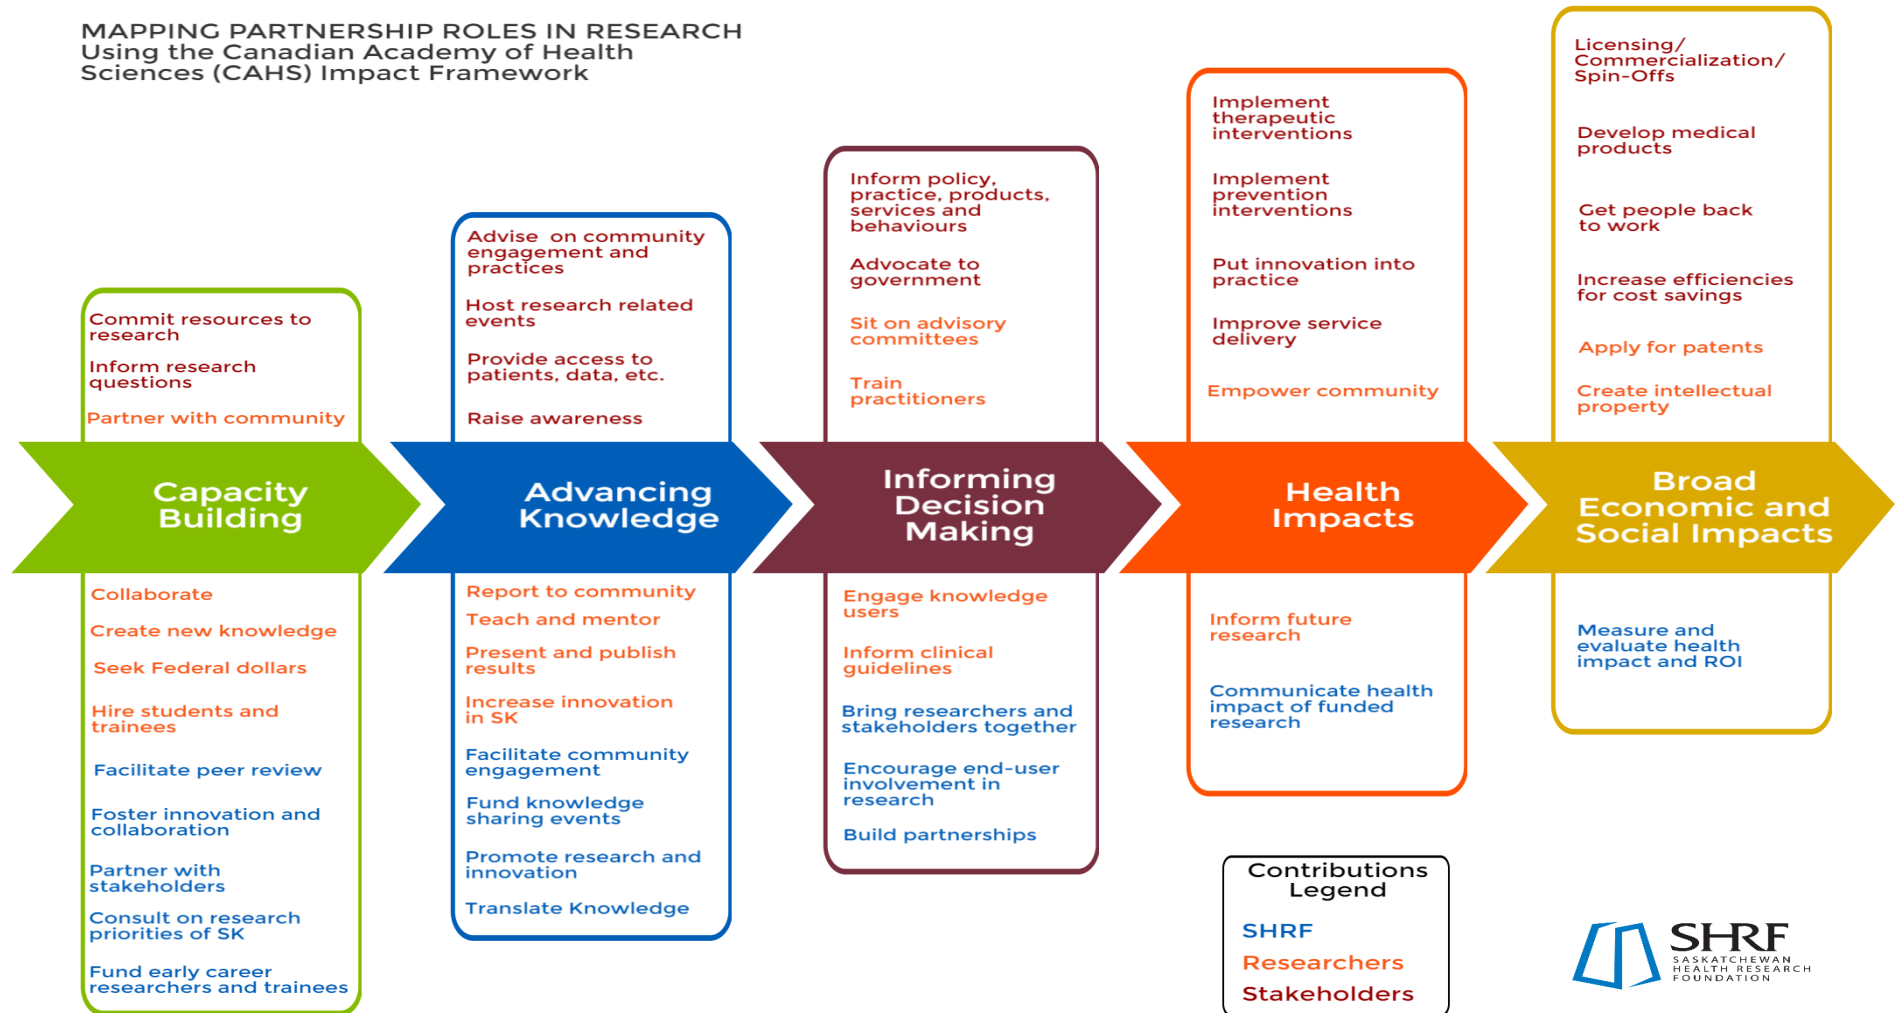 MAPPING PARTNERSHIP ROLES IN RESEARCH
Using the Canadian Academy of Health
Sciences (CAHS) Impact Framework
Commit resources to
research
Inform research
questions
Partner with community
Capacity
Building
Collaborate
Create new knowledge
Seek Federal dollars
Hire students and
trainees
Facilitate peer review
Foster innovation and
collaboration
Partner with
stakeholders
Consult on research
priorities of SK
Fund early career
researchers and trainees
Advise on community
engagement and
practices
Host research related
events
Provide access to
patients, data, etc.
Raise awareness
Advancing
Knowledge
Report to community
Teach and mentor
Present and publish
results
Increase innovation
in SK
Facilitate community
engagement
Fund knowledge
sharing events
Promote research and
innovation
Translate Knowledge
Inform policy,
practice, products,
services and
behaviours
Advocate to
government
Sit on advisory
committees
Train
practitioners
Informing
Decision
Making
Engage knowledge
users
Inform clinical
guidelines
Bring researchers and
stakeholders together
Encourage end-user
involvement in
research
Build partnerships
Implement
therapeutic
interventions
Implement
prevention
interventions
Put innovation into
practice
Improve service
delivery
Empower community
Health
Impacts
Inform future
research
Communicate health
impact of funded
research
Licensing/
Commercialization/
Spin-Offs
Develop medical
products
Get people back
to work
Increase efficiencies
for cost savings
Apply for patents
Create intellectual
property
Broad
Economic and
Social Impacts
Measure and
evaluate health
impact and ROI
Contributions
Legend
SHRF
Researchers
Stakeholders
SHRF
SASKATCHEWAN
HEALTH RESEARCH
FOUNDATION